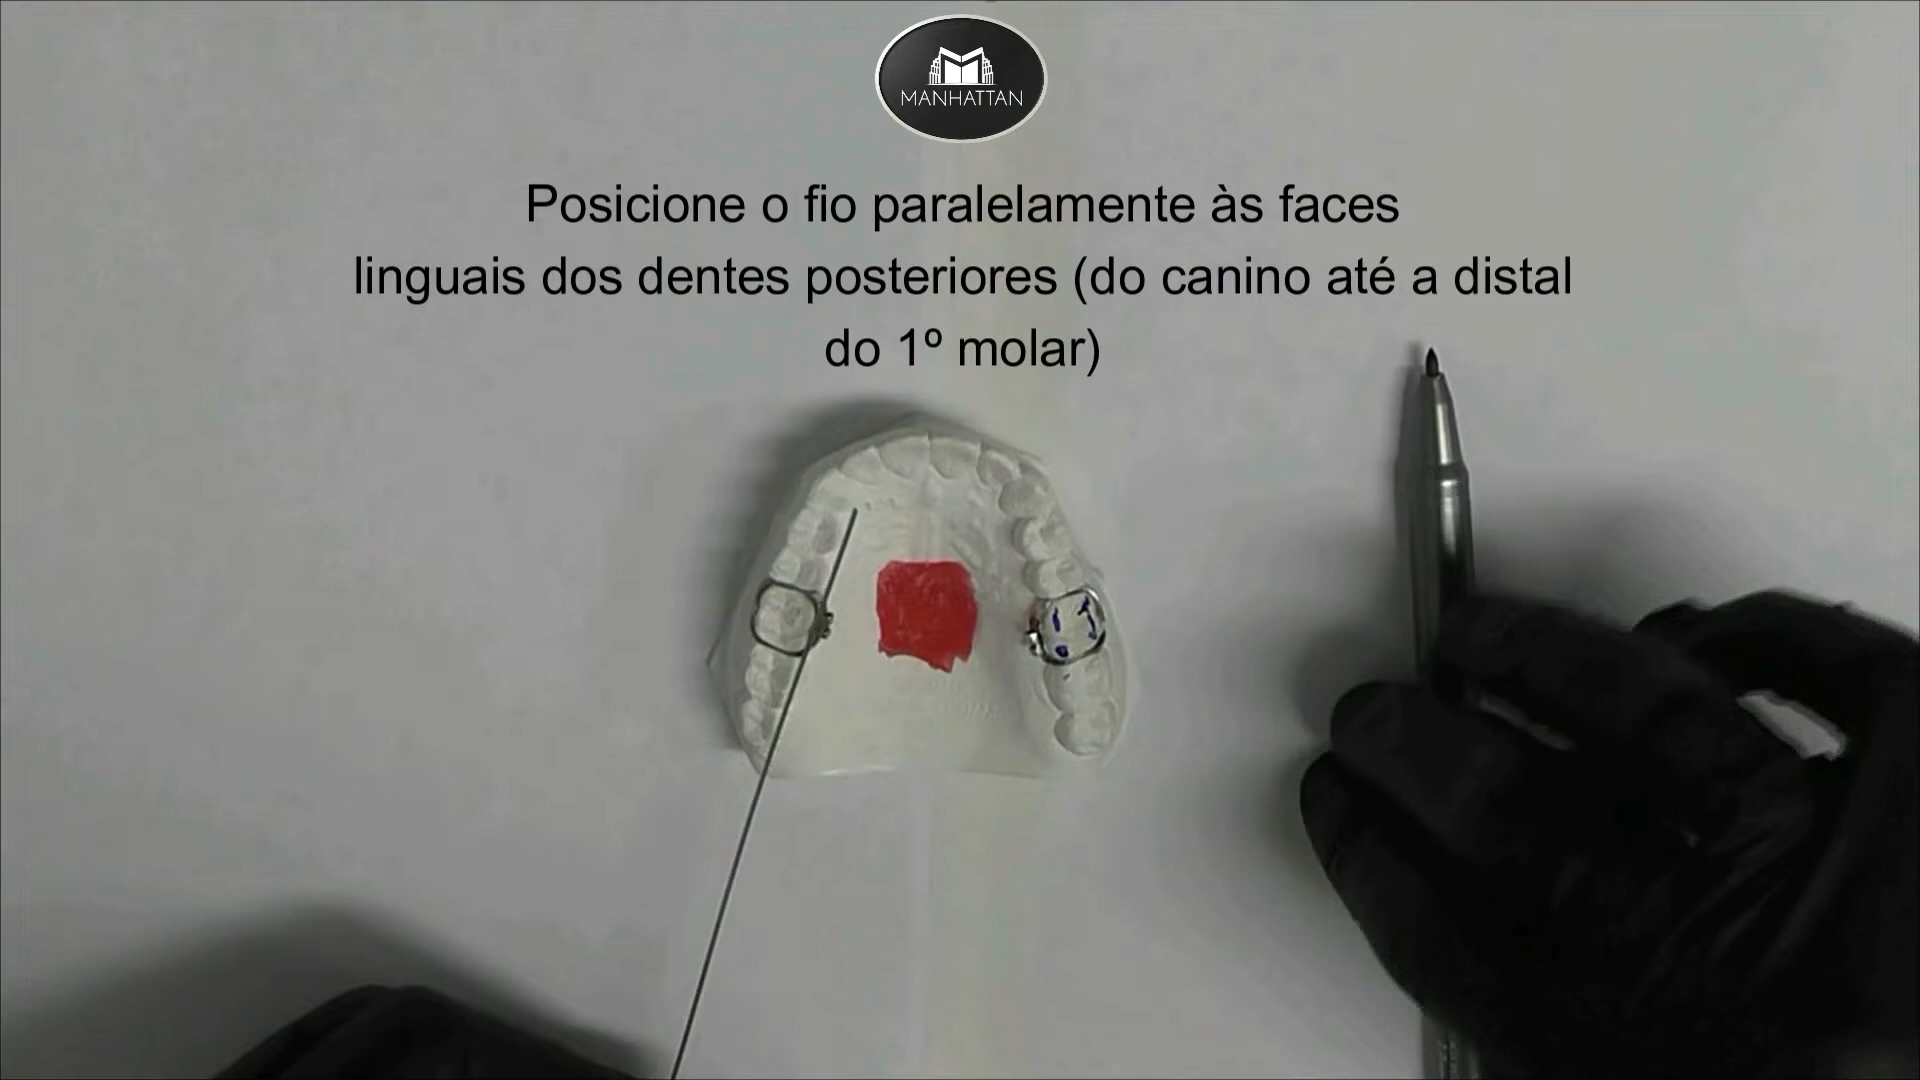 MANHATTAN
Posicione o fio paralelamente às faces
linguais dos dentes posteriores (do canino até a distal
do 1º molar)